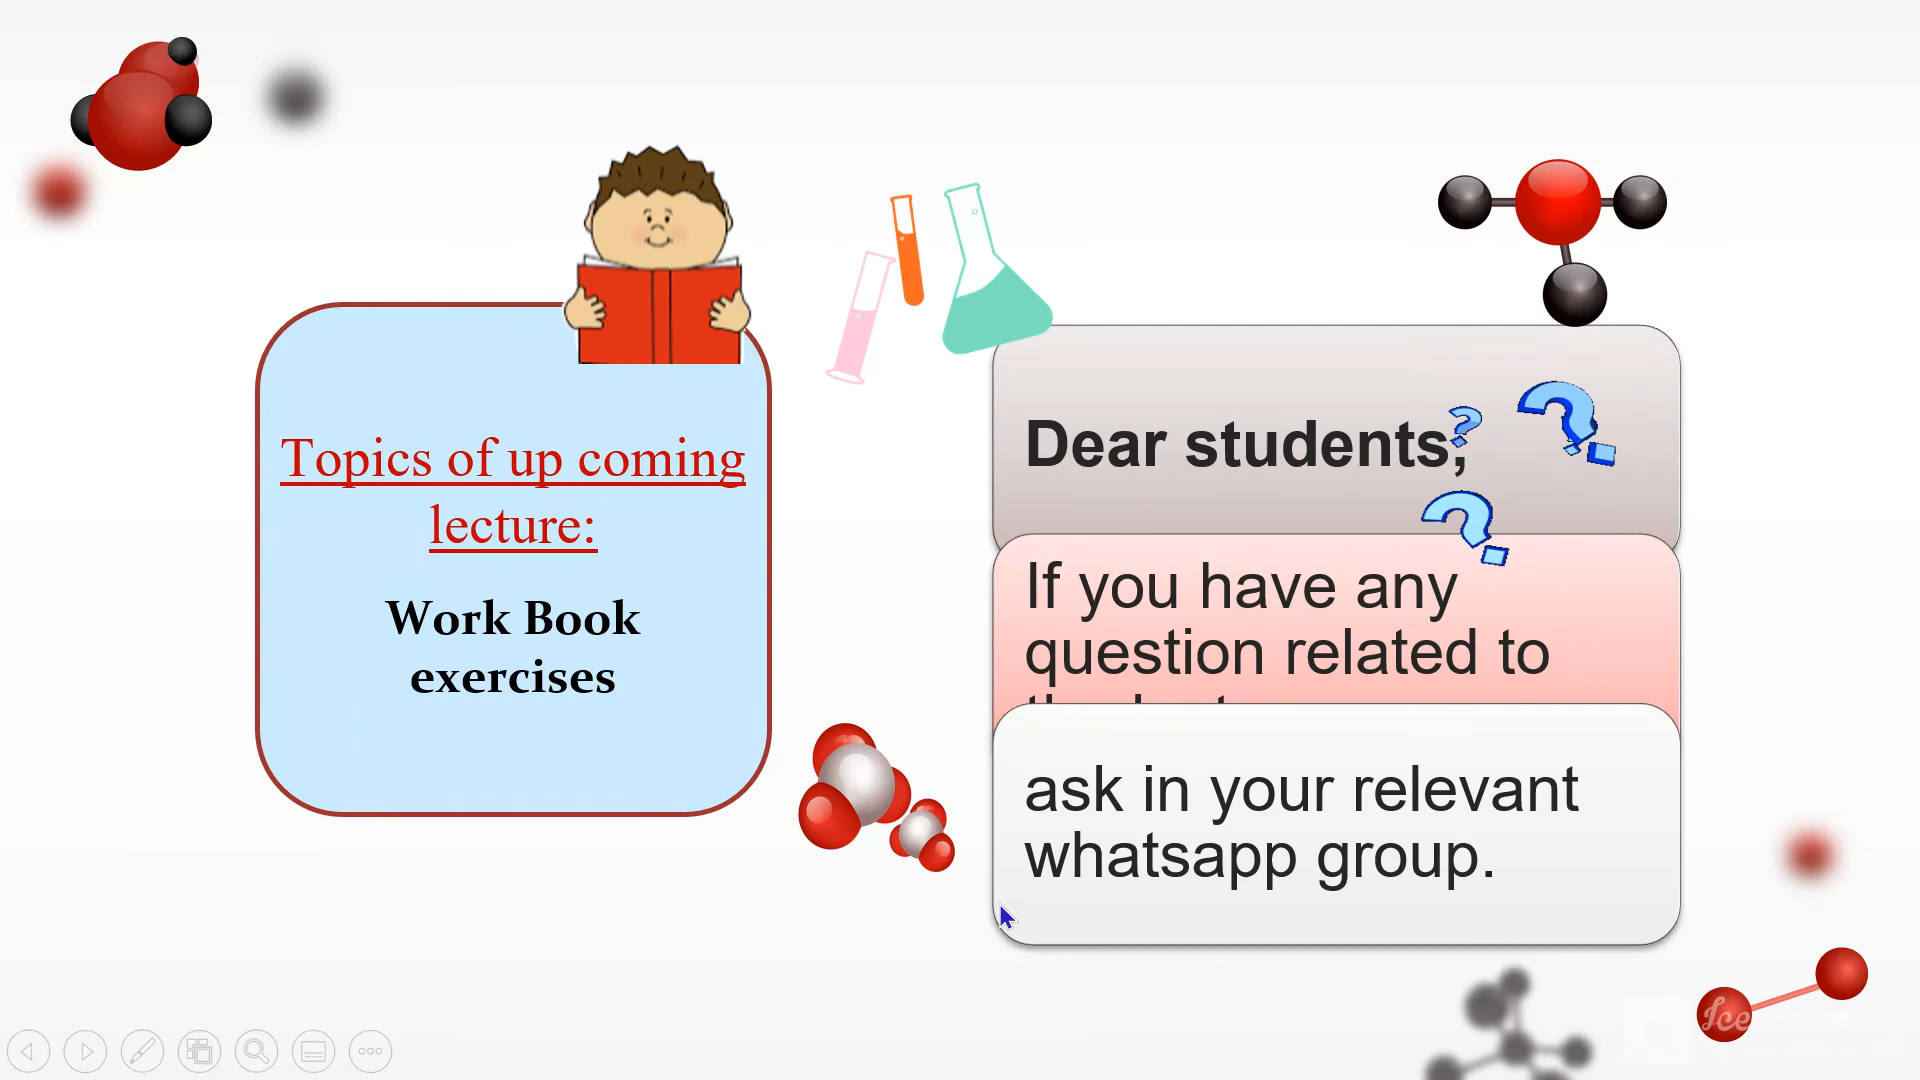 Topics of up coming
lecture:
Work Book
exercises
Dear students,
If you have any
question related to
ask in your relevant
whatsapp group.
Ice